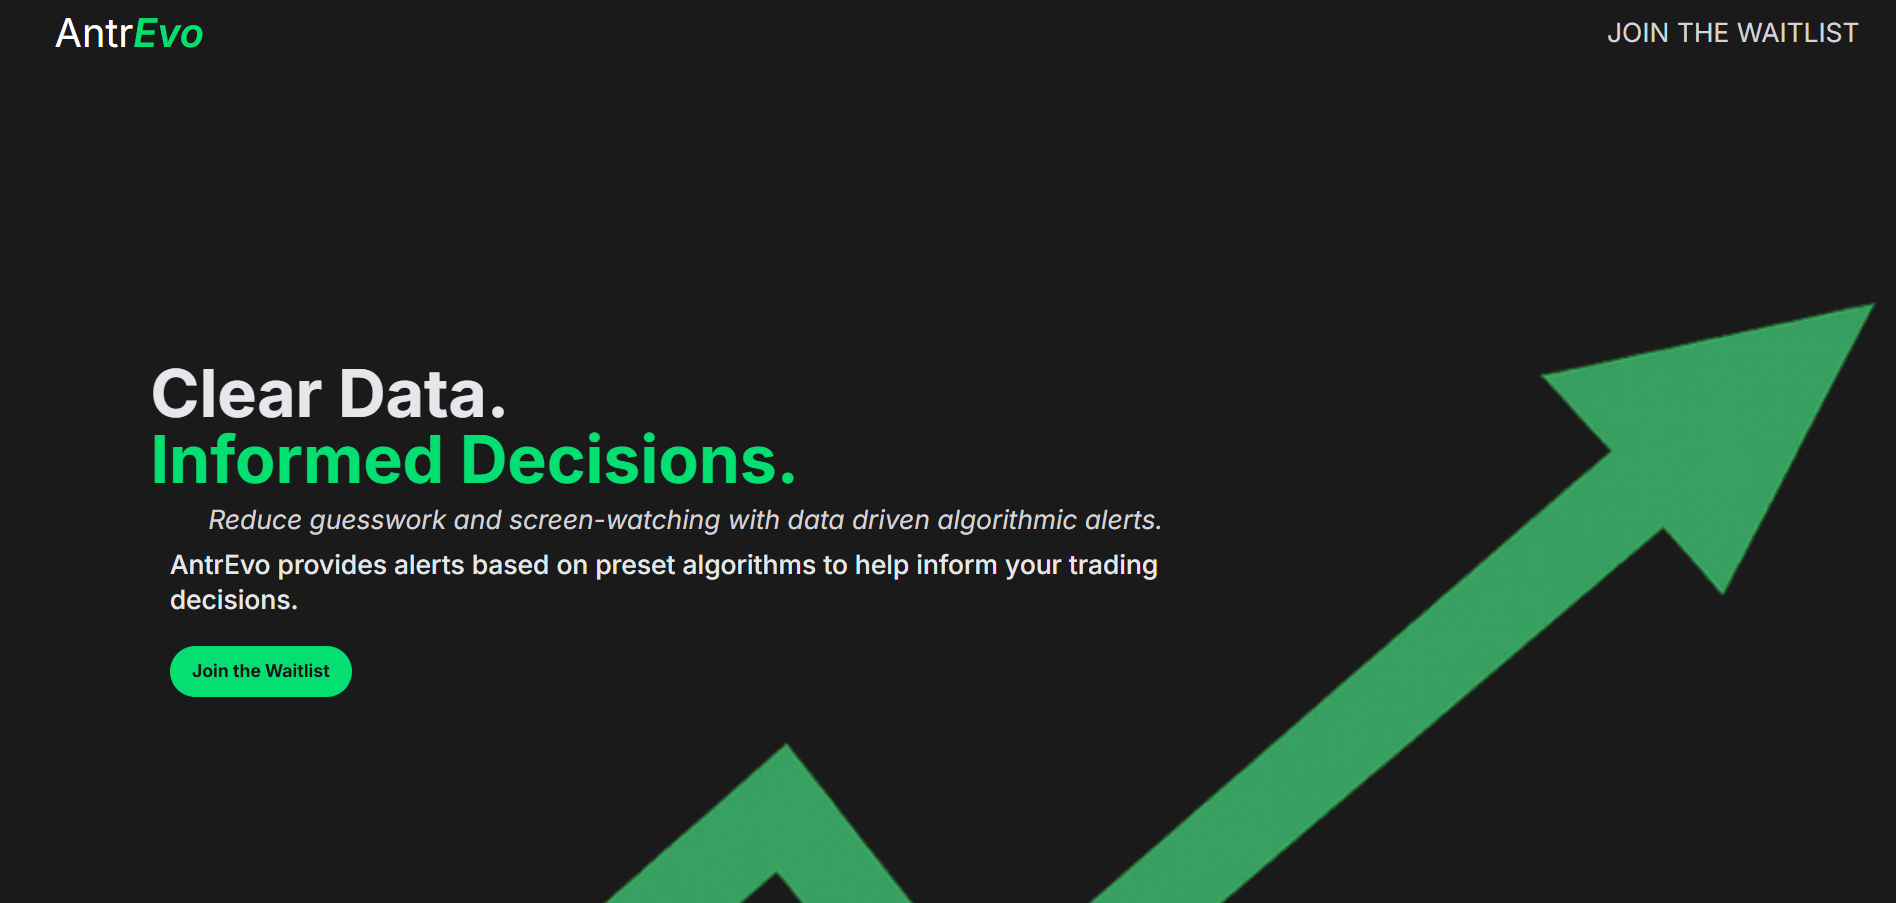 AntrEvo
JOIN THE WAITLIST
Clear Data.
Informed Decisions.
Reduce guesswork and screen-watching with data driven algorithmic alerts.
AntrEvo provides alerts based on preset algorithms to help inform your trading
decisions.
Join the Waitlist